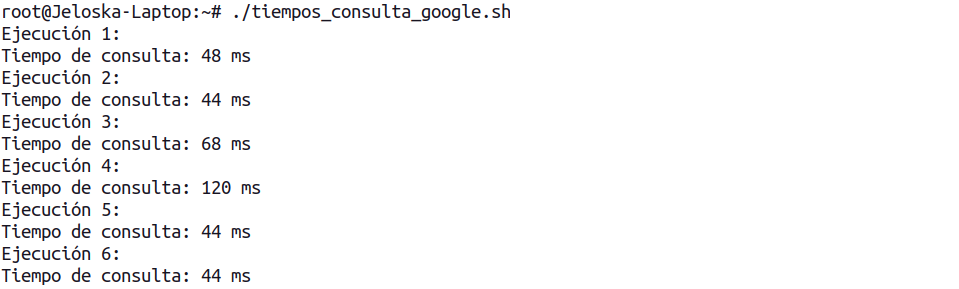 root@Jeloska-Laptop:~# ./tiempos_consulta_google.sh
Ejecución 1:
Tiempo de consulta: 48 ms
Ejecución 2:
Tiempo de consulta: 44 ms
Ejecución 3:
Tiempo de consulta: 68 ms
Ejecución 4:
Tiempo de consulta: 120 ms
Ejecución 5:
Tiempo de consulta: 44 ms
Ejecución 6:
Tiempo de consulta: 44 ms